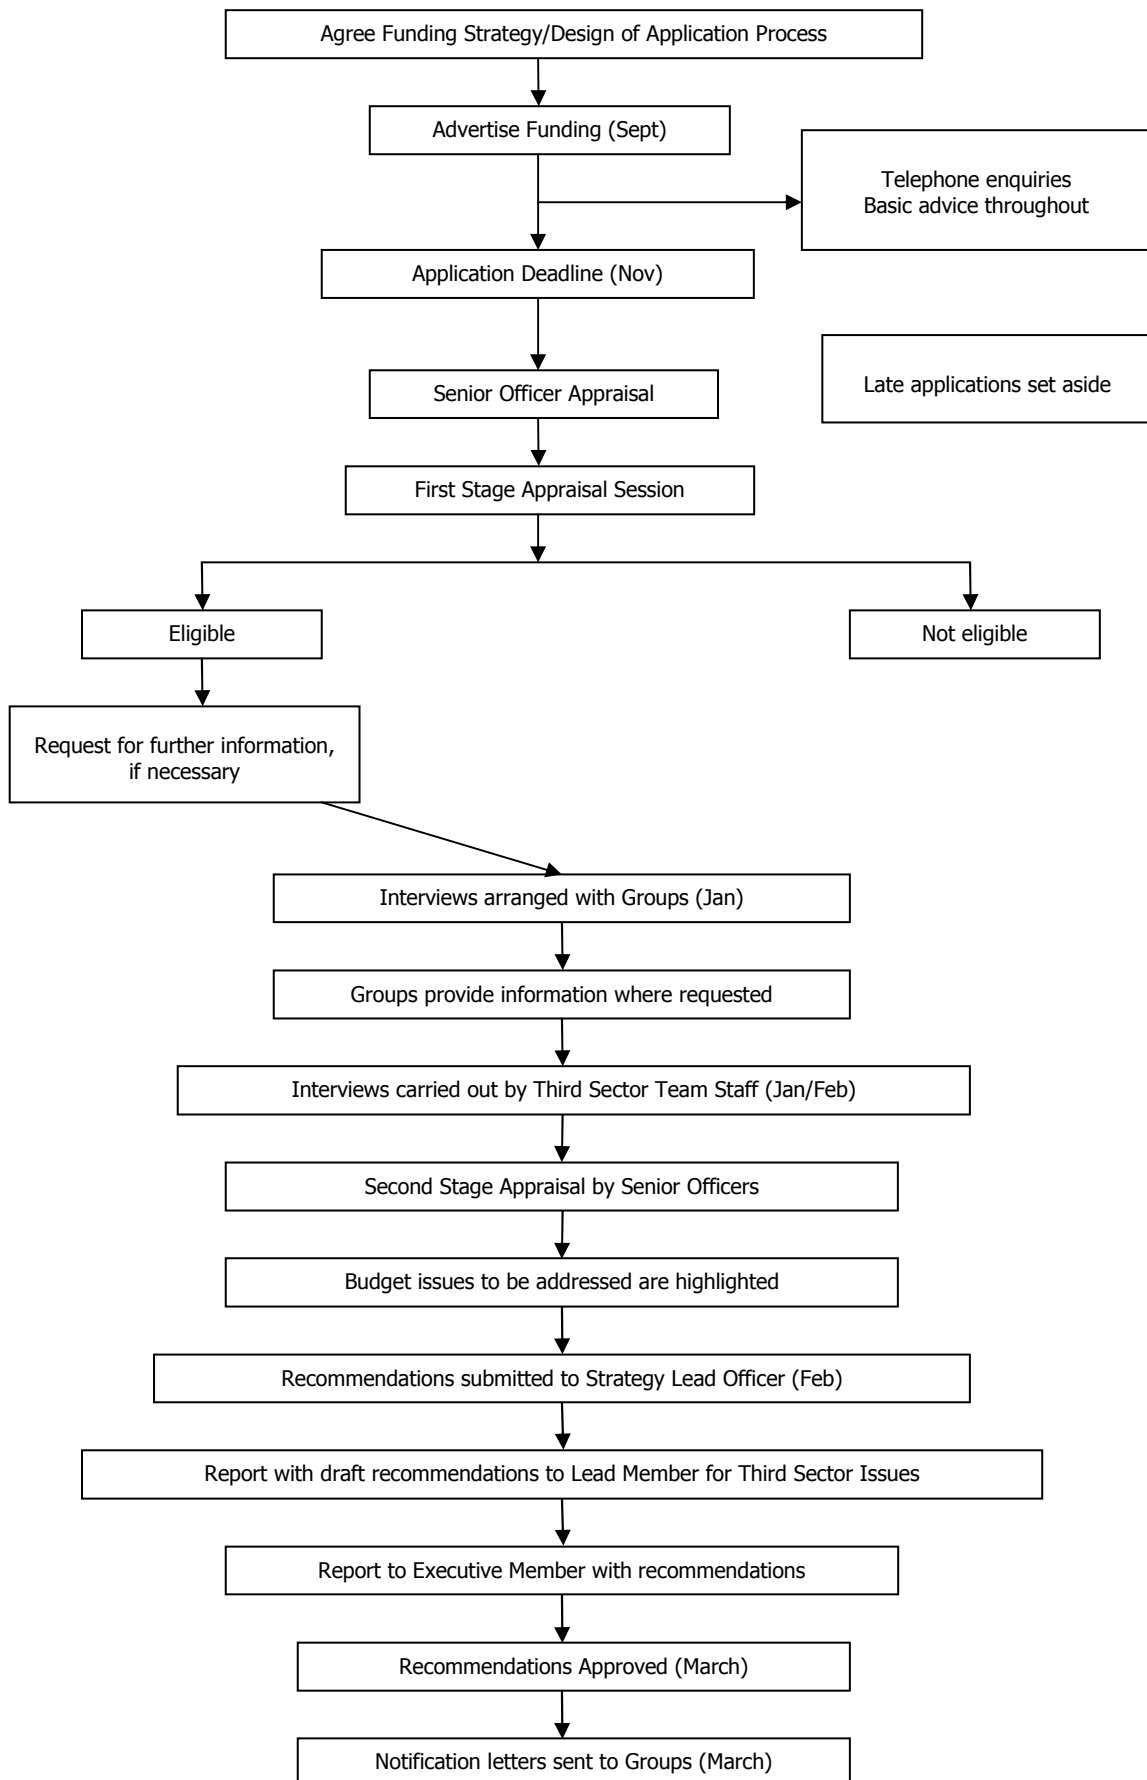 Agree Funding Strategy/Design of Application Process
Advertise Funding (Sept)
Telephone enquiries
Basic advice throughout
Application Deadline (Nov)
Late applications set aside
Senior Officer Appraisal
First Stage Appraisal Session
Eligible
Not eligible
Request for further information,
if necessary
Interviews arranged with Groups (Jan)
Groups provide information where requested
Interviews carried out by Third Sector Team Staff (Jan/Feb)
Second Stage Appraisal by Senior Officers
Budget issues to be addressed are highlighted
Recommendations submitted to Strategy Lead Officer (Feb)
Report with draft recommendations to Lead Member for Third Sector Issues
Report to Executive Member with recommendations
Recommendations Approved (March)
Notification letters sent to Groups (March)